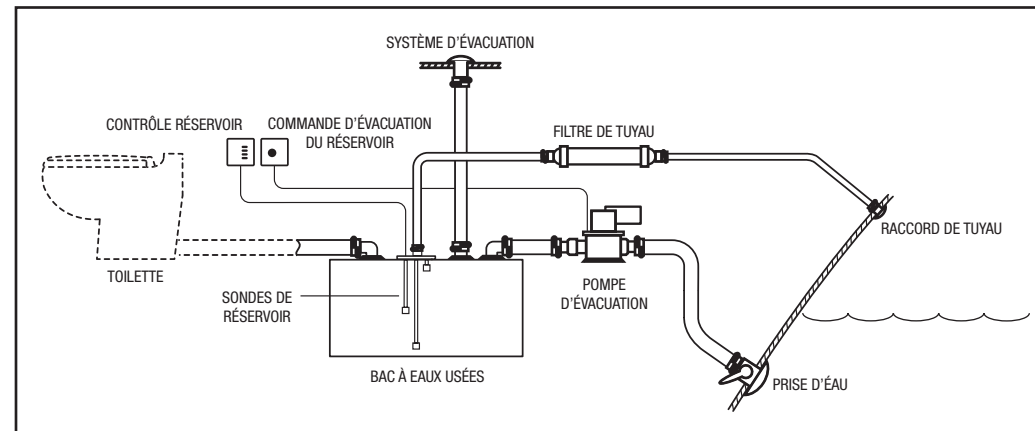 SYSTÈME D'ÉVACUATION
CONTRÔLE RÉSERVOIR
COMMANDE D'ÉVACUATION
DU RÉSERVOIR
FILTRE DE TUYAU
RACCORD DE TUYAU
TOILETTE
SONDES DE
RÉSERVOIR
POMPE
D'ÉVACUATION
BAC À EAUX USÉES
PRISE D'ÉAU